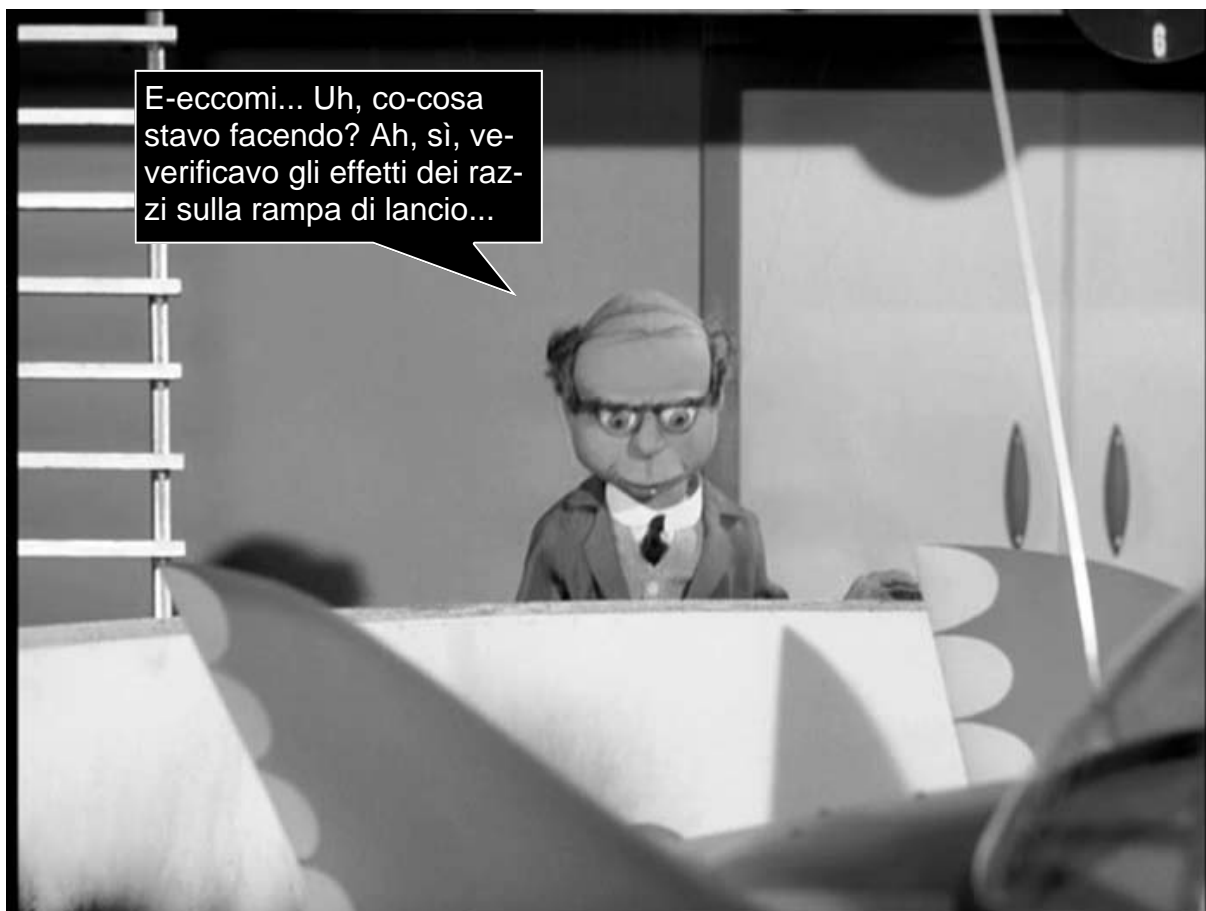 6
E-eccomi... Uh, co-cosa
stavo facendo? Ah, sì, ve-
verificavo gli effetti dei raz-
zi sulla rampa di lancio...